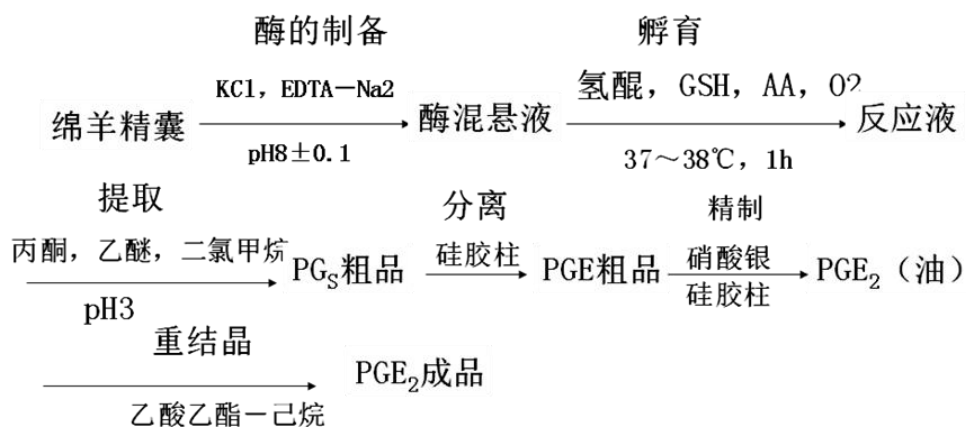 酶的制备 孵育
KCl，EDTA－Na2 氢醌，GSH，AA，O2
绵羊精囊 酶混悬液 反应液
pH8±0.1 37～38℃，1h
提取 分离 精制
丙酮，乙醚，二氯甲烷 硅胶柱 硝酸银
PGS粗品 PGE粗品 PGE2（油）
pH3 硅胶柱
重结晶
PGE2成品
乙酸乙酯－己烷